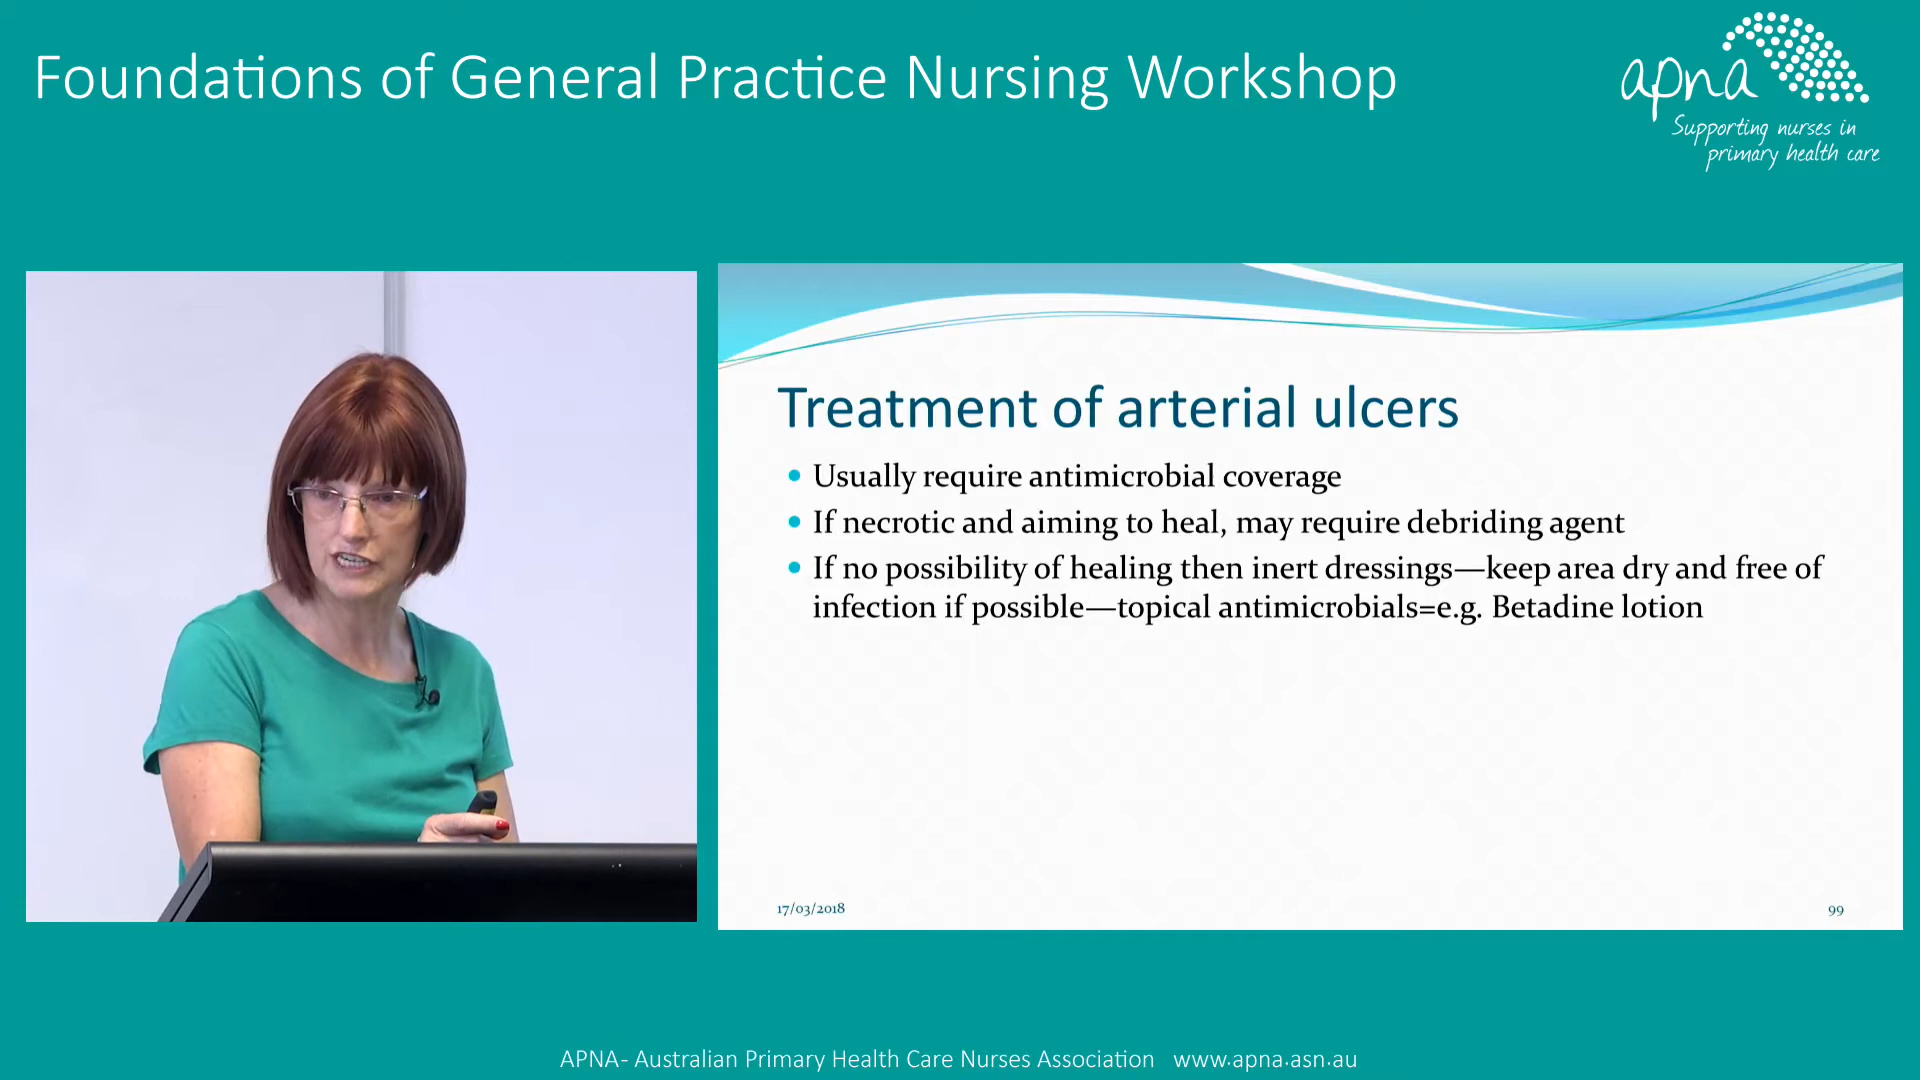 Foundations of General Practice Nursing Workshop
apna
Supporting nurses in
primary health care
Treatment of arterial ulcers
• Usually require antimicrobial coverage
• If necrotic and aiming to heal, may require debriding agent
• If no possibility of healing then inert dressings—keep area dry and free of
infection if possible—topical antimicrobials=e.g. Betadine lotion
17/03/2018
99
APNA- Australian Primary Health Care Nurses Association www.apna.asn.au